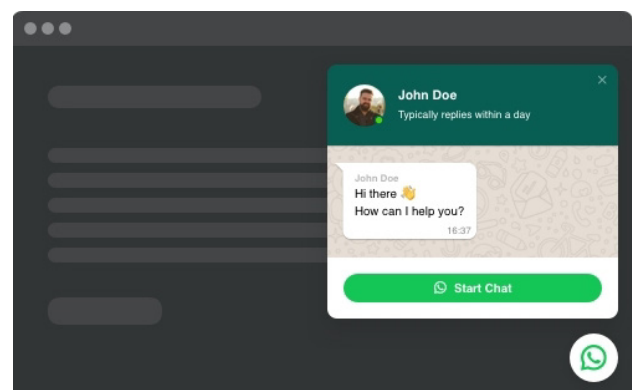 John Doe
Typically replies within a day
John Doe
Hi there 👋
How can I help you?
16:37
Start Chat